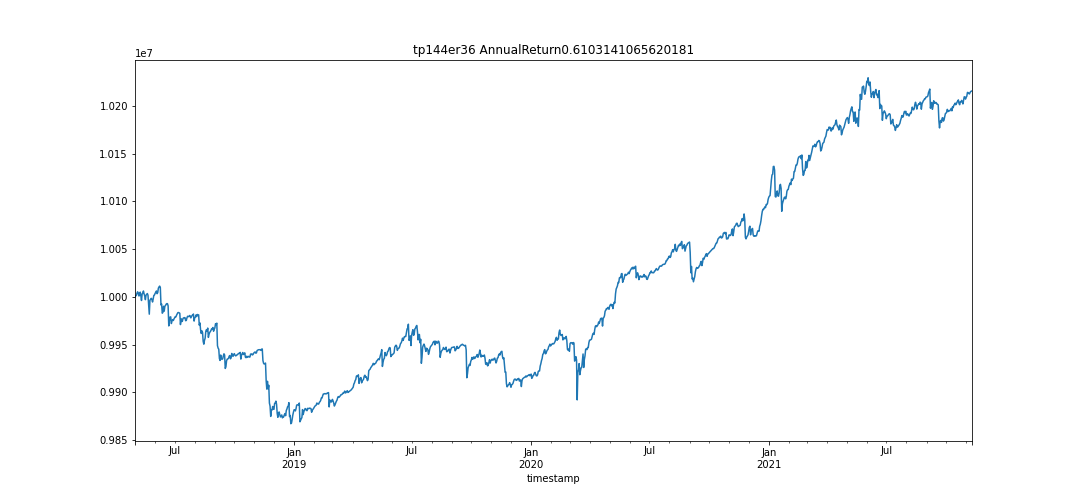 tp144er36 AnnualReturn0.6103141065620181
1e7
1.020
1.015
1.010
1.005
1.000
0.995
0.990
0.985
Jul
Jan
2019
Jul
Jan
2020
Jul
Jan
2021
Jul
timestamp